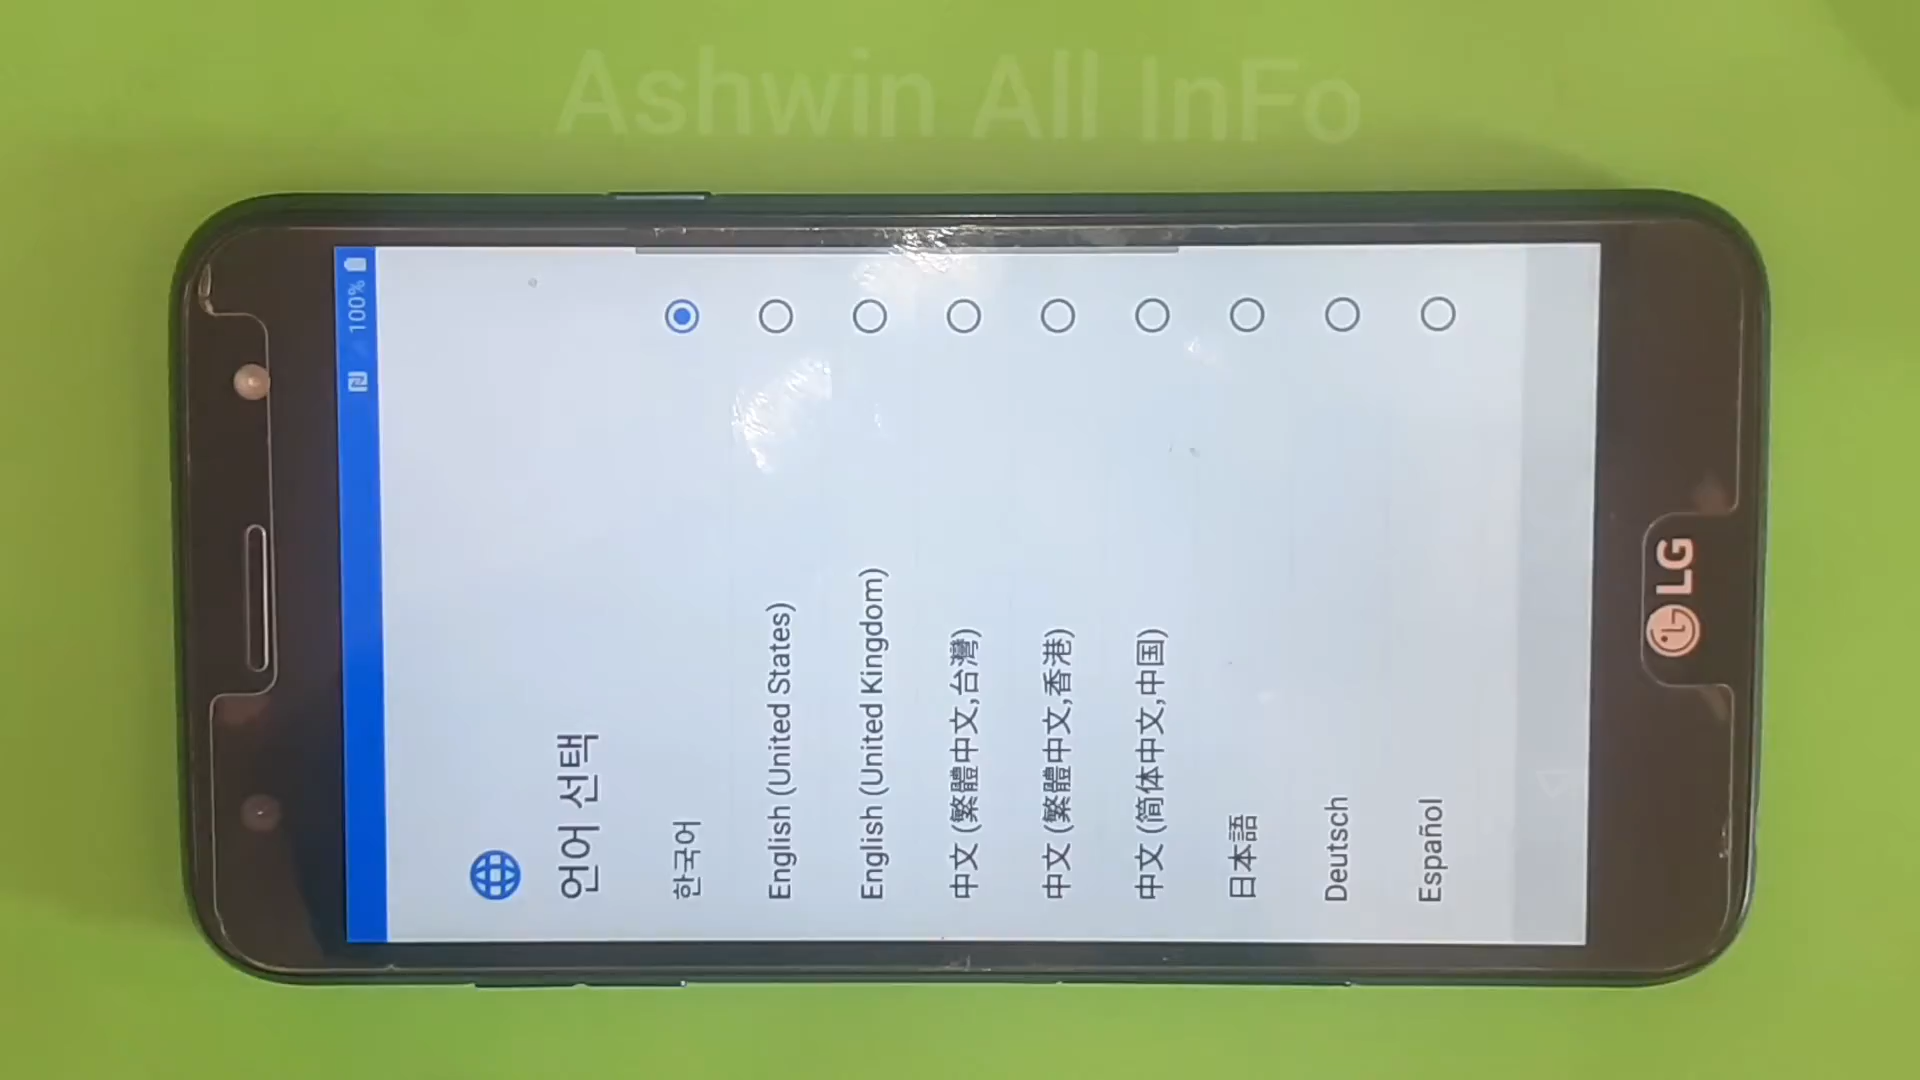 Ashwin All InFo
100%
언어 선택
한국어
English (United States)
English (United Kingdom)
中文 (繁體中文,台灣)
中文 (繁體中文,香港)
中文 (简体中文,中国)
日本語
Deutsch
Español
LG